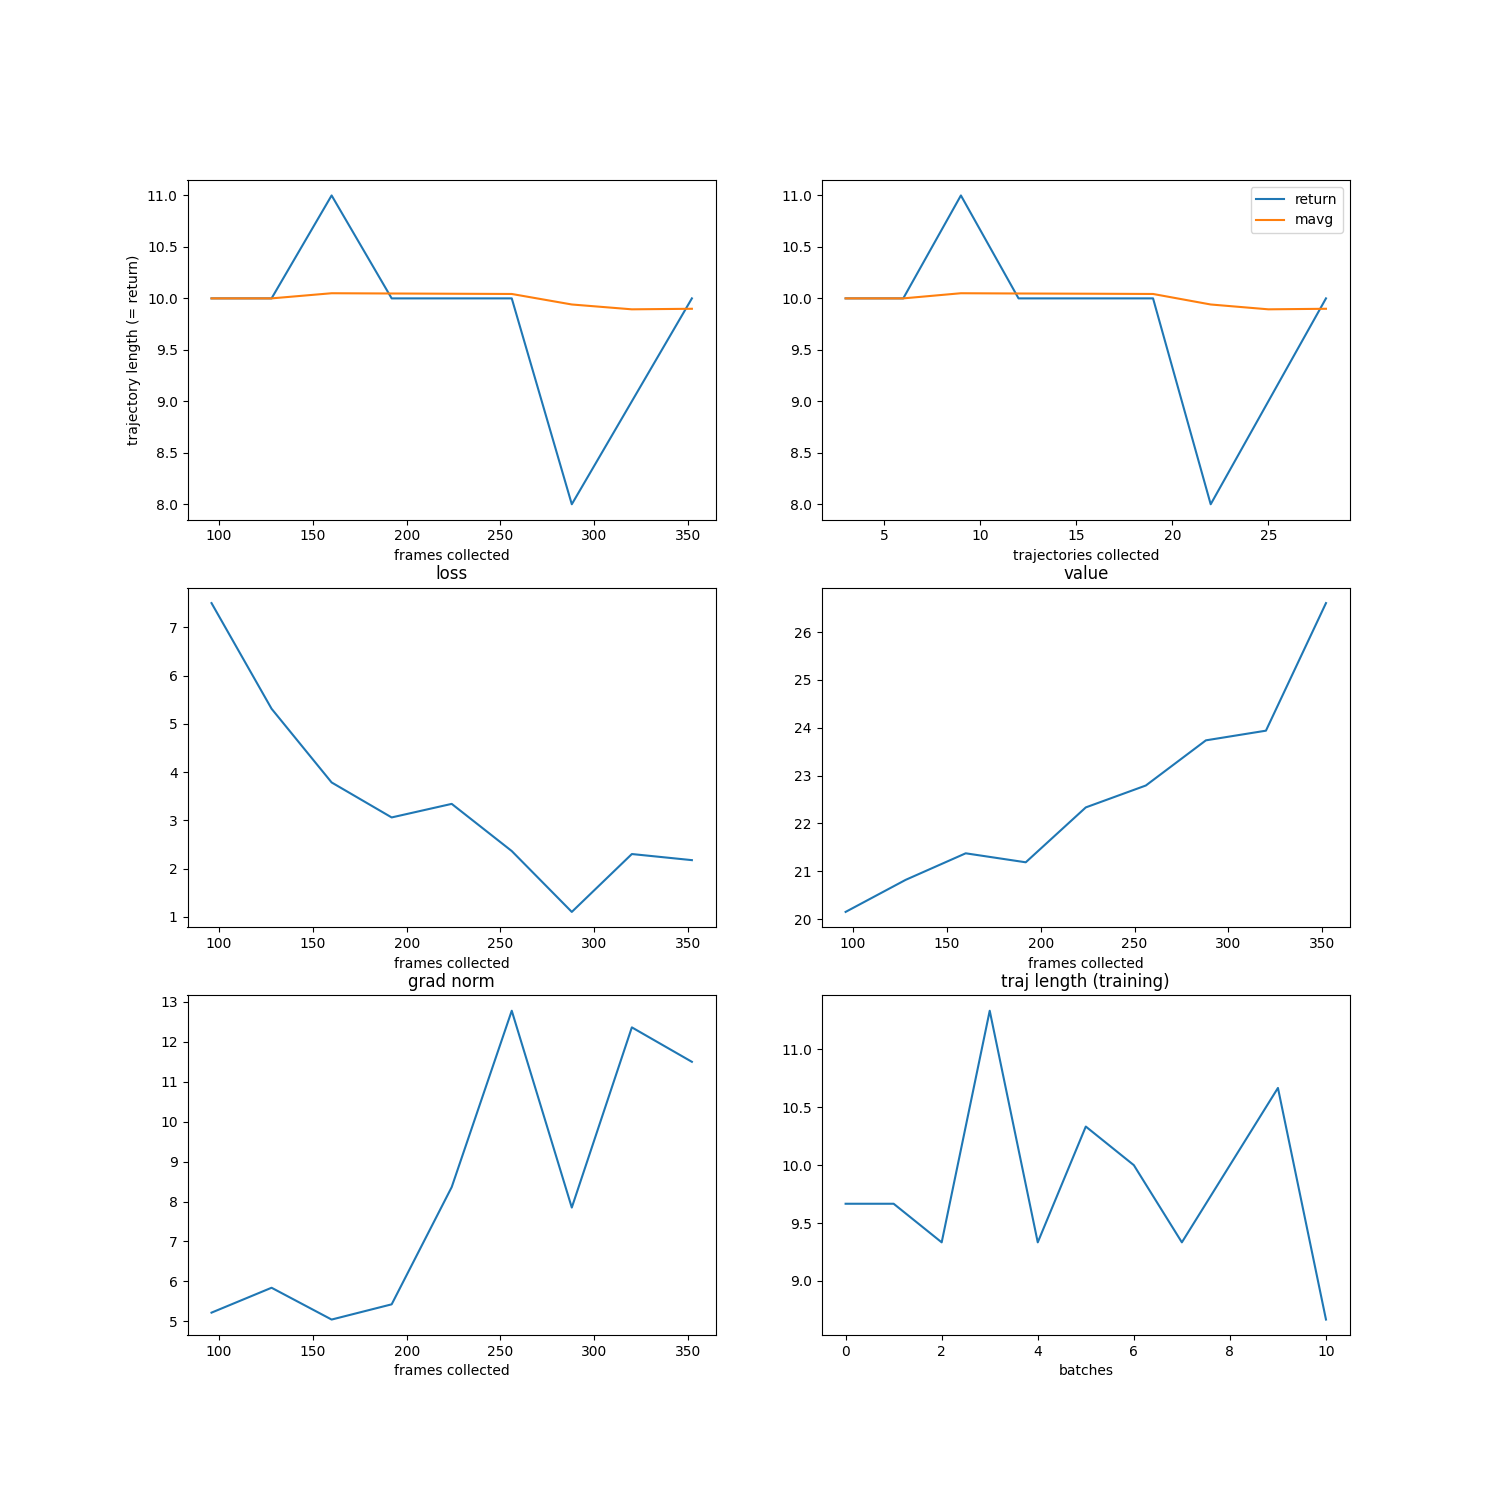 trajectory length (= return)
11.0
10.5
10.0
9.5
9.0
8.5
8.0
100 150 200 250 300 350
frames collected
return
mavg
11.0
10.5
10.0
9.5
9.0
8.5
8.0
5 10 15 20 25
trajectories collected
loss
7
6
5
4
3
2
1
100 150 200 250 300 350
frames collected
value
26
25
24
23
22
21
20
100 150 200 250 300 350
frames collected
grad norm
13
12
11
10
9
8
7
6
5
100 150 200 250 300 350
frames collected
traj length (training)
11.0
10.5
10.0
9.5
9.0
0 2 4 6 8 10
batches